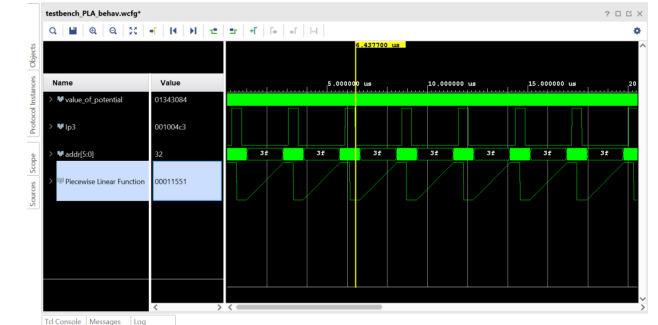 testbench_PLA_behav.wcfg*
6.437700 us
Name
Value
5.000000 us
10.000000 us
15.000000 us
20
value_of_potential
01343084
Ip3
001004c3
addr[5:0]
32
3f
3f
3f
3f
3f
3f
3f
Piecewise Linear Function
00011551
Objects
Protocol Instances
Scope
Sources
Tcl Console
Messages
Log